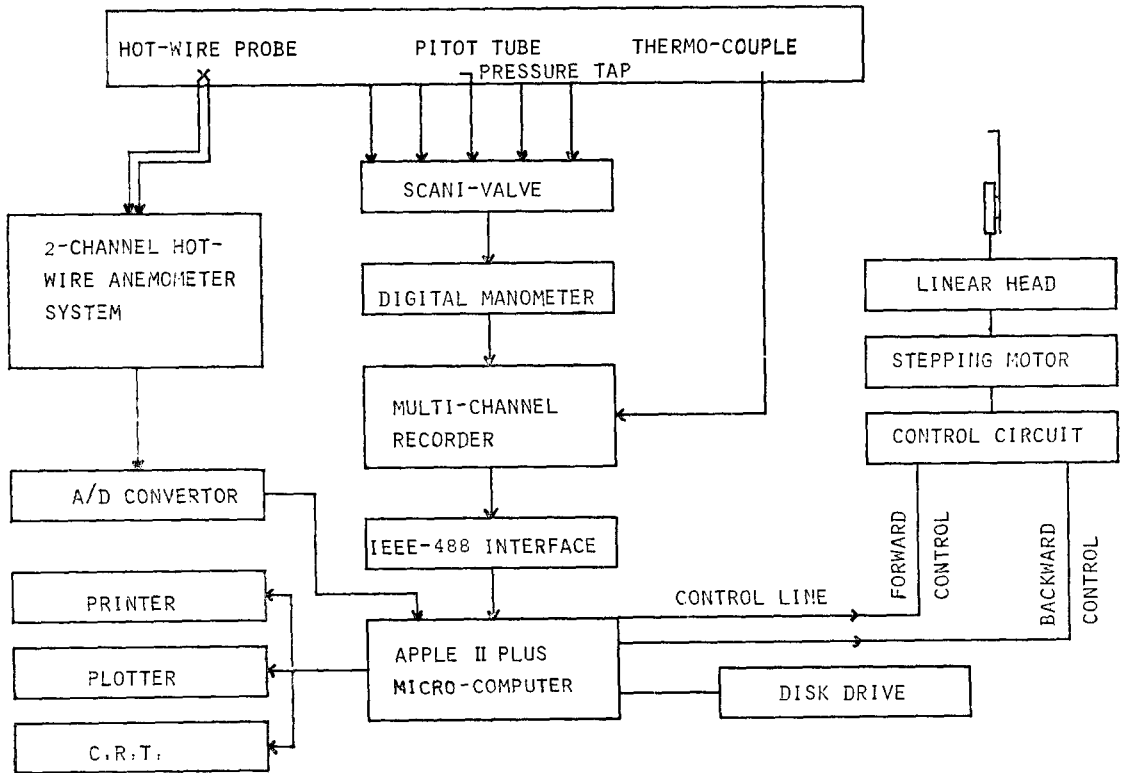 HOT-WIRE PROBE
PITOT TUBE
THERMO-COUPLE
PRESSURE TAP
SCANI-VALVE
2-CHANNEL HOT-
WIRE ANEMOMETER
SYSTEM
LINEAR HEAD
DIGITAL MANOMETER
STEPPING MOTOR
MULTI-CHANNEL
RECORDER
CONTROL CIRCUIT
A/D CONVERTOR
IEEE-488 INTERFACE
FORWARD
CONTROL
BACKWARD
CONTROL
PRINTER
CONTROL LINE
APPLE II PLUS
MICRO-COMPUTER
PLOTTER
DISK DRIVE
C.R.T.